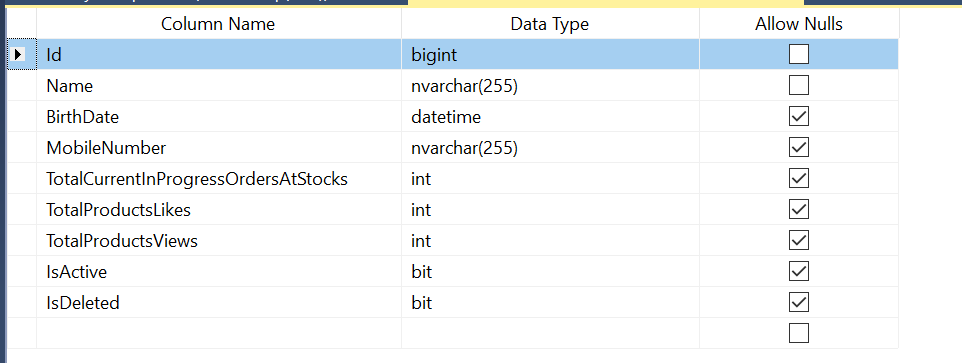 Column Name Data Type Allow Nulls
Id bigint
Name nvarchar(255)
BirthDate datetime
MobileNumber nvarchar(255)
TotalCurrentInProgressOrdersAtStocks int
TotalProductsLikes int
TotalProductsViews int
IsActive bit
IsDeleted bit